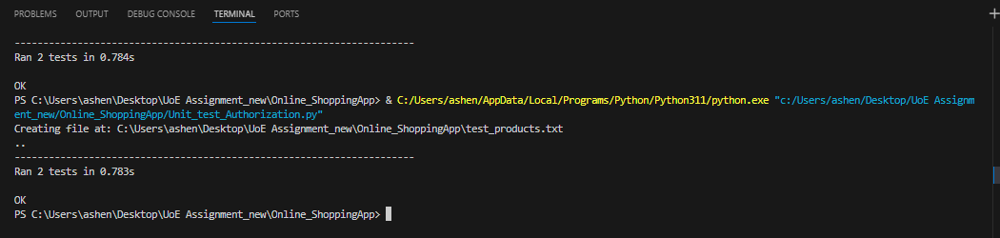 PROBLEMS OUTPUT DEBUG CONSOLE TERMINAL PORTS
----------------------------------------------------------------------
Ran 2 tests in 0.784s
OK
PS C:\Users\ashen\Desktop\UoE Assignment_new\Online_ShoppingApp> & C:/Users/ashen/AppData/Local/Programs/Python/Python311/python.exe "c:/Users/ashen/Desktop/UoE Assignm
ent_new/Online_ShoppingApp/Unit_test_Authorization.py"
Creating file at: C:\Users\ashen\Desktop\UoE Assignment_new\Online_ShoppingApp\test_products.txt
..
----------------------------------------------------------------------
Ran 2 tests in 0.783s
OK
PS C:\Users\ashen\Desktop\UoE Assignment_new\Online_ShoppingApp>